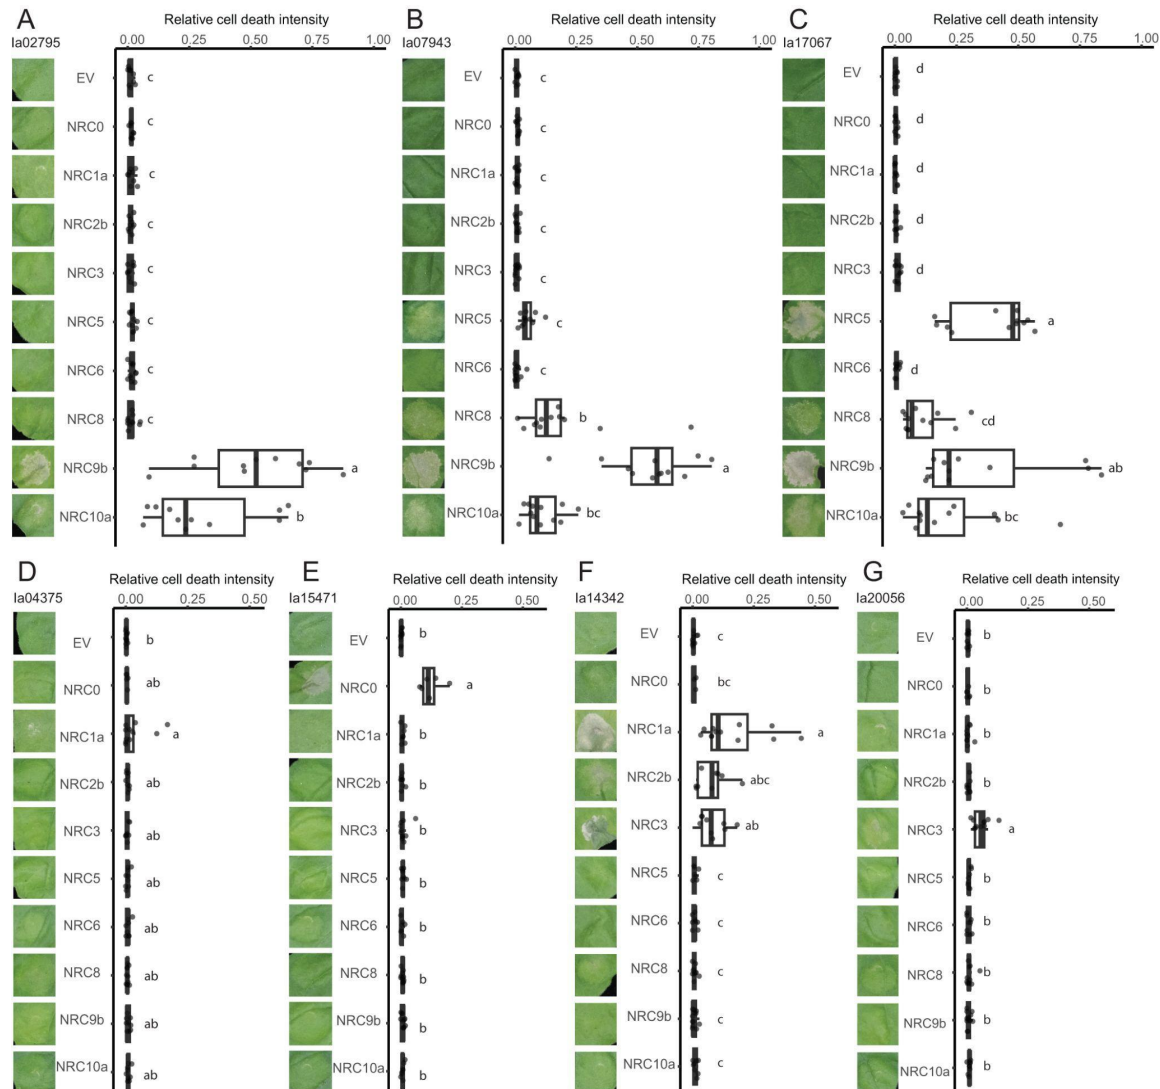 A
Relative cell death intensity
Ia02795
0.00 0.25 0.50 0.75 1.00
EV c
NRC0 c
NRC1a c
NRC2b c
NRC3 c
NRC5 c
NRC6 c
NRC8 c
NRC9b a
NRC10a b
B
Relative cell death intensity
Ia07943
0.00 0.25 0.50 0.75 1.00
EV c
NRC0 c
NRC1a c
NRC2b c
NRC3 c
NRC5 c
NRC6 c
NRC8 b
NRC9b a
NRC10a bc
C
Relative cell death intensity
Ia17067
0.00 0.25 0.50 0.75 1.00
EV d
NRC0 d
NRC1a d
NRC2b d
NRC3 d
NRC5 a
NRC6 d
NRC8 cd
NRC9b ab
NRC10a bc
D
Relative cell death intensity
Ia04375
0.00 0.25 0.50
EV b
NRC0 ab
NRC1a a
NRC2b ab
NRC3 ab
NRC5 ab
NRC6 ab
NRC8 ab
NRC9b ab
NRC10a ab
E
Relative cell death intensity
Ia15471
0.00 0.25 0.50
EV b
NRC0 a
NRC1a b
NRC2b b
NRC3 b
NRC5 b
NRC6 b
NRC8 b
NRC9b b
NRC10a b
F
Relative cell death intensity
Ia14342
0.00 0.25 0.50
EV c
NRC0 bc
NRC1a a
NRC2b abc
NRC3 ab
NRC5 c
NRC6 c
NRC8 c
NRC9b c
NRC10a c
G
Relative cell death intensity
Ia20056
0.00 0.25 0.50
EV b
NRC0 b
NRC1a b
NRC2b b
NRC3 a
NRC5 b
NRC6 b
NRC8 b
NRC9b b
NRC10a b